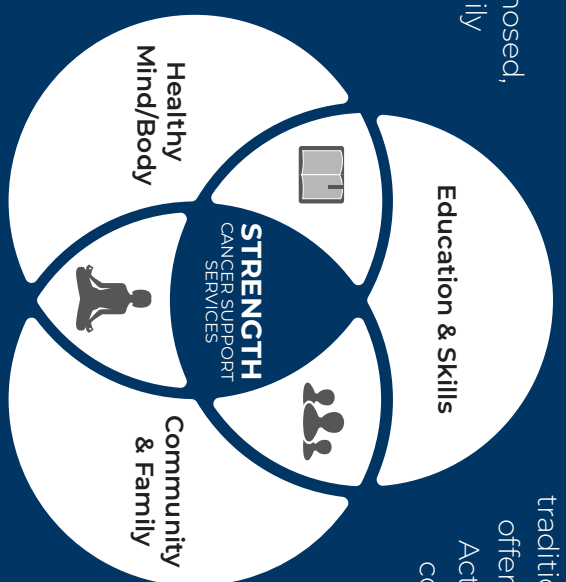 Education & Skills
Healthy
Mind/Body
STRENGTH
CANCER SUPPORT
SERVICES
Community
& Family